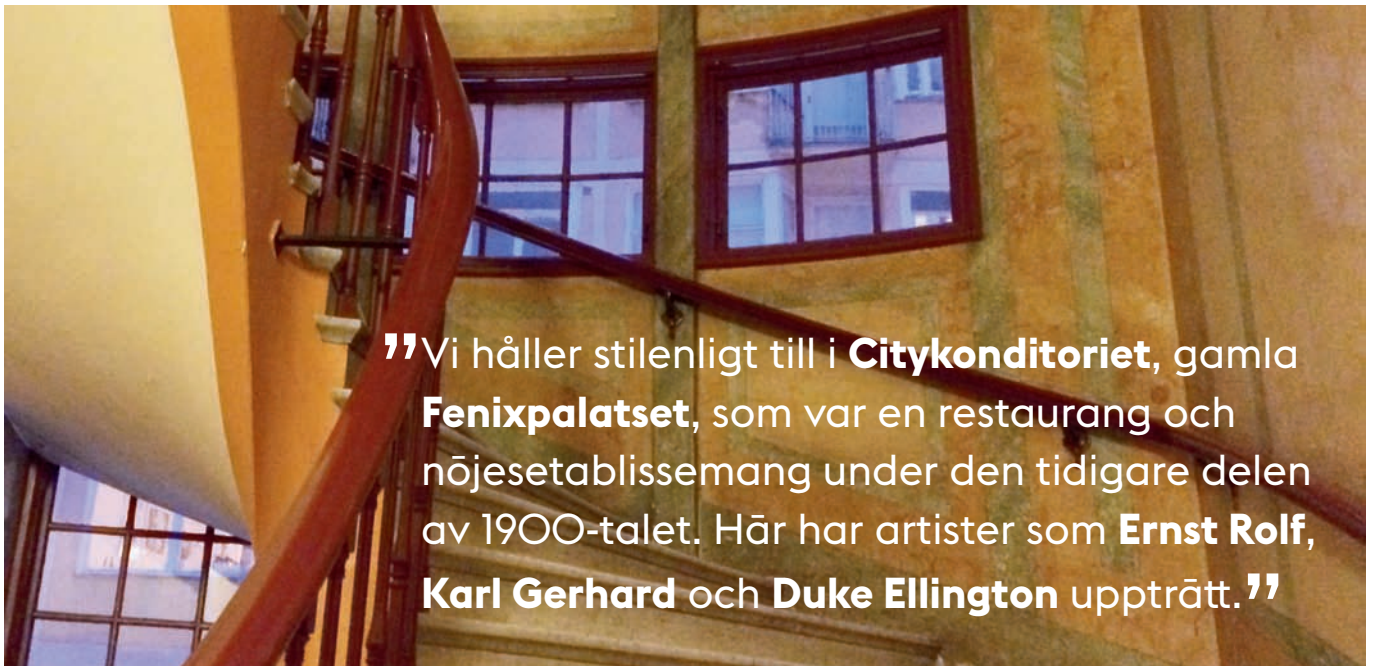 ”Vi håller stilenligt till i Citykonditoriet, gamla
Fenixpalatset, som var en restaurang och
nöjesetablissemang under den tidigare delen
av 1900-talet. Här har artister som Ernst Rolf,
Karl Gerhard och Duke Ellington uppträtt.”